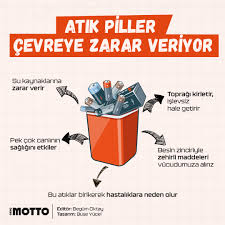 ATIK PİLLER
ÇEVREYE ZARAR VERİYOR
Su kaynaklarına
zarar verir
Toprağı kirletir,
işlevsiz
hale getirir
Pek çok canlının
sağlığını etkiler
Besin zinciriyle
zehirli maddeleri
vücudumuza alırız
Bu atıklar birikerek hastalıklara neden olur
MOTTO
Editör: Begüm Oktay
Tasarım: Buse Yücel